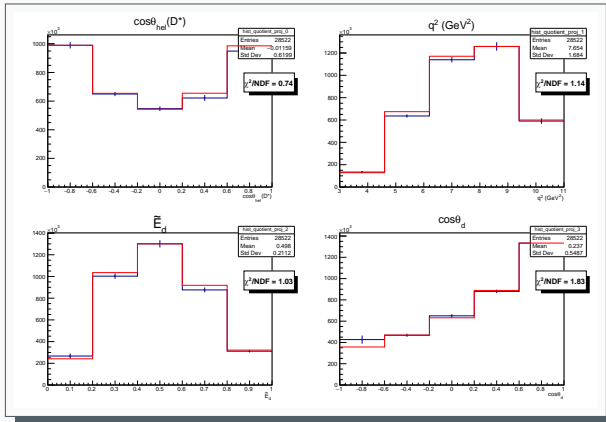 cosθ_hel(D*)
hist_quotient_proj_0
Entries 28522
Mean -0.01159
Std Dev 0.6199
χ²/NDF = 0.74
×10³
1000
800
600
400
200
0
−1 −0.8 −0.6 −0.4 −0.2 0 0.2 0.4 0.6 0.8 1
cosθ_hel(D*)
q² (GeV²)
hist_quotient_proj_1
Entries 28522
Mean 7.654
Std Dev 1.684
χ²/NDF = 1.14
×10³
1200
1000
800
600
400
200
0
3 4 5 6 7 8 9 10 11
q² (GeV²)
Ẽ_d
hist_quotient_proj_2
Entries 28522
Mean 0.498
Std Dev 0.2112
χ²/NDF = 1.03
×10³
1400
1200
1000
800
600
400
200
0
0 0.1 0.2 0.3 0.4 0.5 0.6 0.7 0.8 0.9 1
Ẽ_d
cosθ_d
hist_quotient_proj_3
Entries 28522
Mean 0.237
Std Dev 0.5487
χ²/NDF = 1.83
×10³
1400
1200
1000
800
600
400
200
0
−1 −0.8 −0.6 −0.4 −0.2 0 0.2 0.4 0.6 0.8 1
cosθ_d